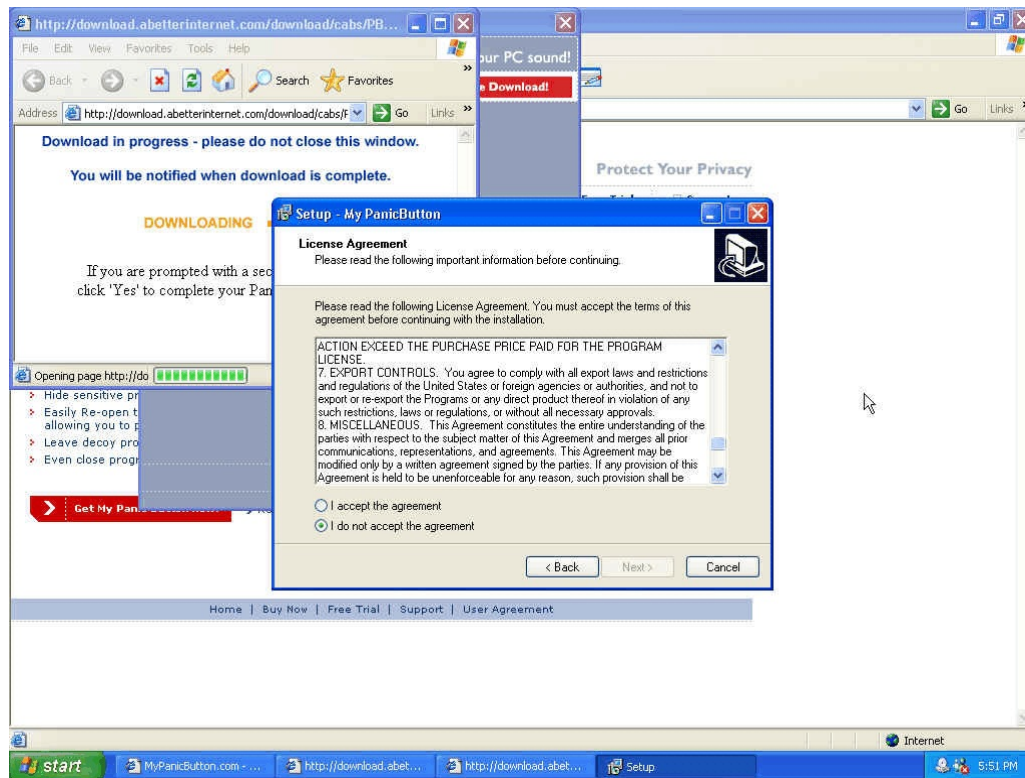 http://download.abetterinternet.com/download/cabs/PB...
File Edit View Favorites Tools Help
Back Search Favorites »
Address http://download.abetterinternet.com/download/cabs/F Go Links »
Download in progress - please do not close this window.
You will be notified when download is complete.
DOWNLOADING
If you are prompted with a sec
click 'Yes' to complete your Pan
Opening page http://do
our PC sound!
e Download!
Go Links
Protect Your Privacy
Hide sensitive pr
Easily Re-open t
allowing you to p
Leave decoy pro
Even close progr
Get My Pan
Setup - My PanicButton
License Agreement
Please read the following important information before continuing.
Please read the following License Agreement. You must accept the terms of this
agreement before continuing with the installation.
ACTION EXCEED THE PURCHASE PRICE PAID FOR THE PROGRAM
LICENSE.
7. EXPORT CONTROLS. You agree to comply with all export laws and restrictions
and regulations of the United States or foreign agencies or authorities, and not to
export or re-export the Programs or any direct product thereof in violation of any
such restrictions, laws or regulations, or without all necessary approvals.
8. MISCELLANEOUS. This Agreement constitutes the entire understanding of the
parties with respect to the subject matter of this Agreement and merges all prior
communications, representations, and agreements. This Agreement may be
modified only by a written agreement signed by the parties. If any provision of this
Agreement is held to be unenforceable for any reason, such provision shall be
I accept the agreement
I do not accept the agreement
< Back Next > Cancel
Home | Buy Now | Free Trial | Support | User Agreement
Internet
start MyPanicButton.com - ... http://download.abet... http://download.abet... Setup 5:51 PM